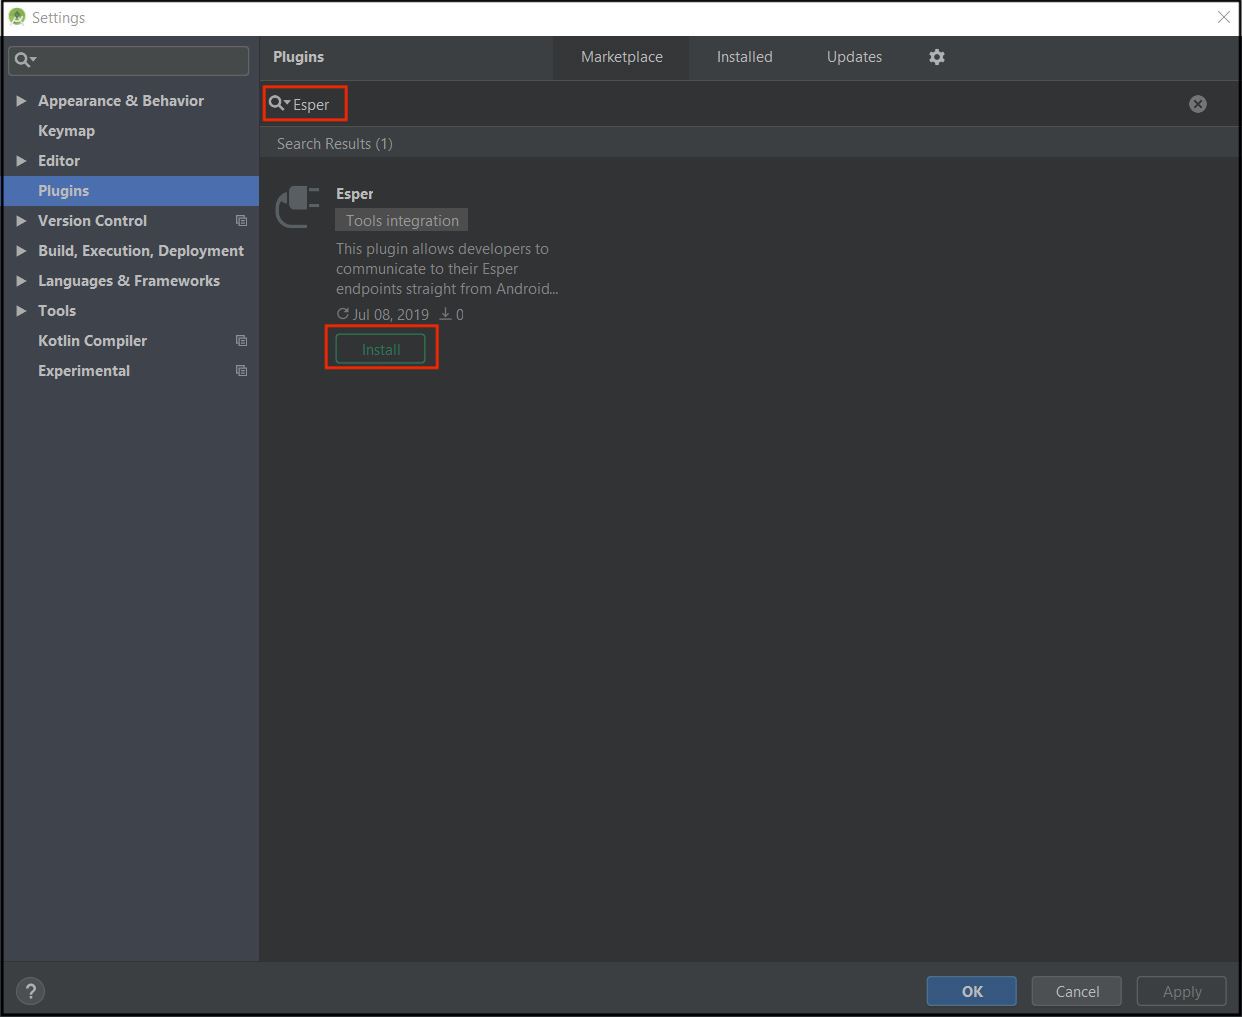 Settings
Plugins
Marketplace
Installed
Updates
Esper
Search Results (1)
Appearance & Behavior
Keymap
Editor
Plugins
Version Control
Build, Execution, Deployment
Languages & Frameworks
Tools
Kotlin Compiler
Experimental
Esper
Tools integration
This plugin allows developers to
communicate to their Esper
endpoints straight from Android...
Jul 08, 2019 0
Install
?
OK
Cancel
Apply